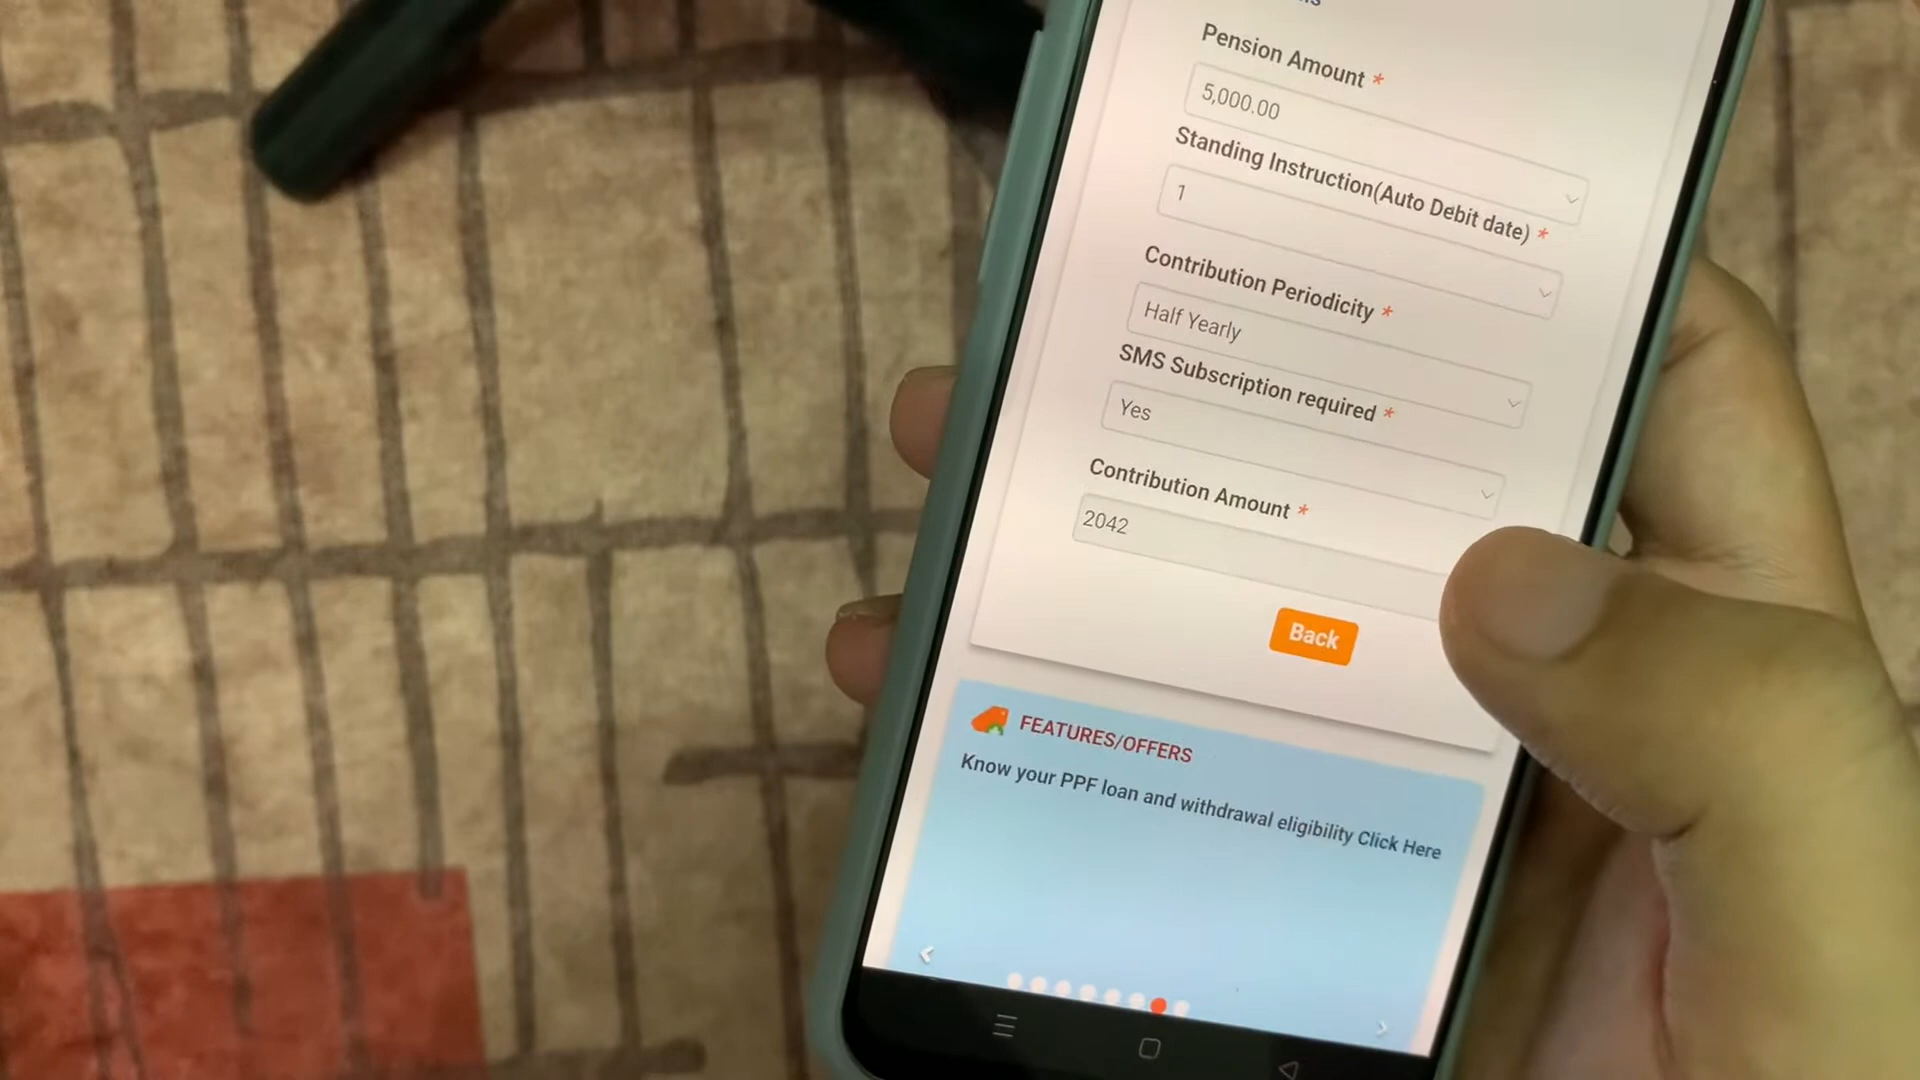 Pension Amount *
5,000.00
Standing Instruction(Auto Debit date) *
1
Contribution Periodicity *
Half Yearly
SMS Subscription required *
Yes
Contribution Amount *
2042
Back
FEATURES/OFFERS
Know your PPF loan and withdrawal eligibility Click Here